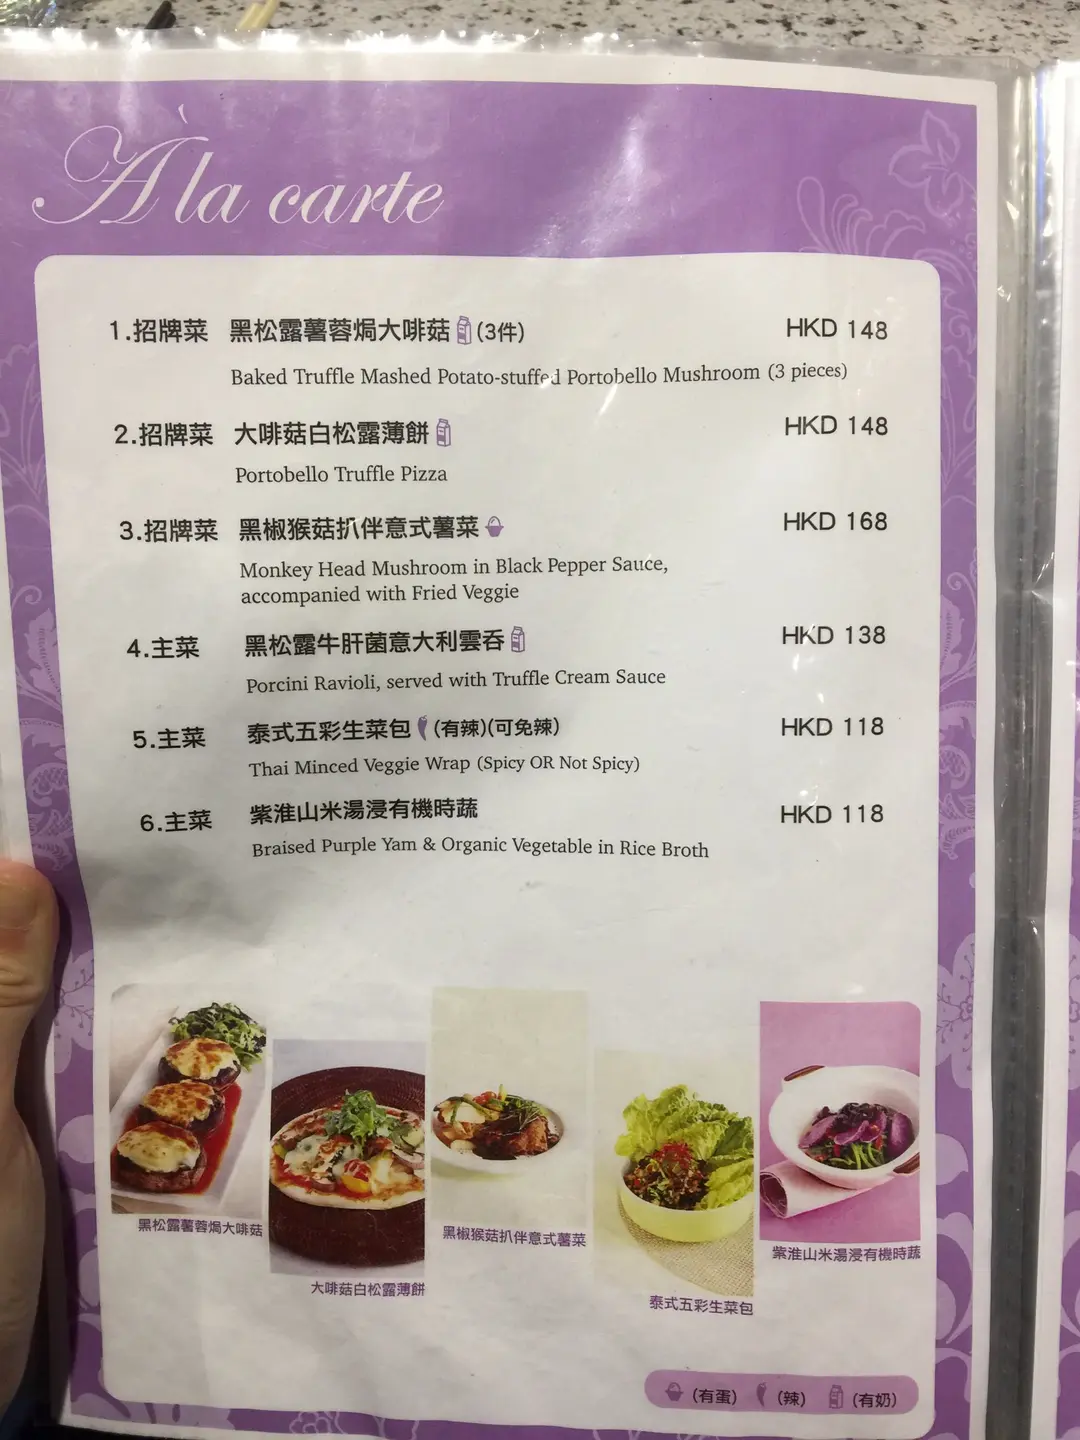 À la carte
1.招牌菜 黑松露薯蓉焗大啡菇 (3件) HKD 148
Baked Truffle Mashed Potato-stuffed Portobello Mushroom (3 pieces)
2.招牌菜 大啡菇白松露薄餅 HKD 148
Portobello Truffle Pizza
3.招牌菜 黑椒猴菇扒伴意式薯菜 HKD 168
Monkey Head Mushroom in Black Pepper Sauce,
accompanied with Fried Veggie
4.主菜 黑松露牛肝菌意大利雲吞 HKD 138
Porcini Ravioli, served with Truffle Cream Sauce
5.主菜 泰式五彩生菜包 (有辣)(可免辣) HKD 118
Thai Minced Veggie Wrap (Spicy OR Not Spicy)
6.主菜 紫淮山米湯浸有機時蔬 HKD 118
Braised Purple Yam & Organic Vegetable in Rice Broth
黑松露薯蓉焗大啡菇
大啡菇白松露薄餅
黑椒猴菇扒伴意式薯菜
泰式五彩生菜包
紫淮山米湯浸有機時蔬
(有蛋) (辣) (有奶)